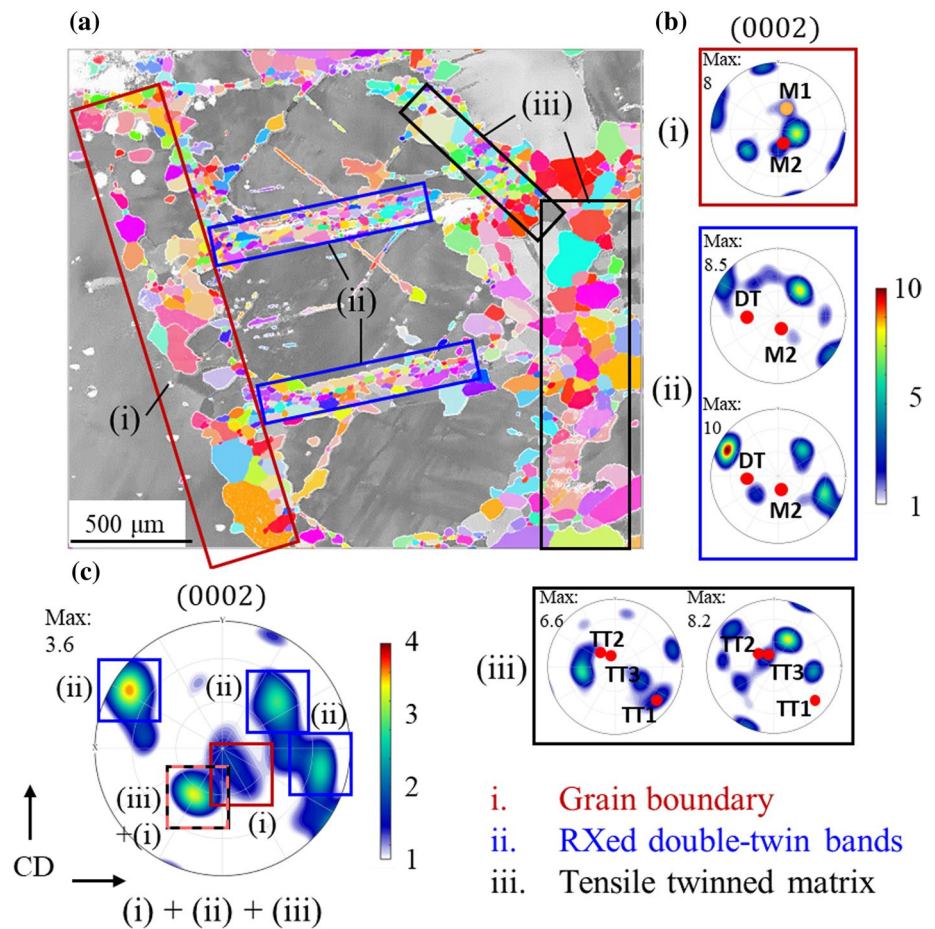 (a)
(iii)
(ii)
(i)
500 μm
(b)
(0002)
(i)
Max:
8
M1
M2
(ii)
Max:
8.5
DT
M2
Max:
10
DT
M2
10
5
1
(iii)
Max:
6.6
TT2
TT3
TT1
Max:
8.2
TT2
TT3
TT1
(c)
(0002)
Max:
3.6
Y
X
(ii)
(ii)
(ii)
(iii)
+(i)
(i)
4
3
2
1
CD
(i) + (ii) + (iii)
i. Grain boundary
ii. RXed double-twin bands
iii. Tensile twinned matrix